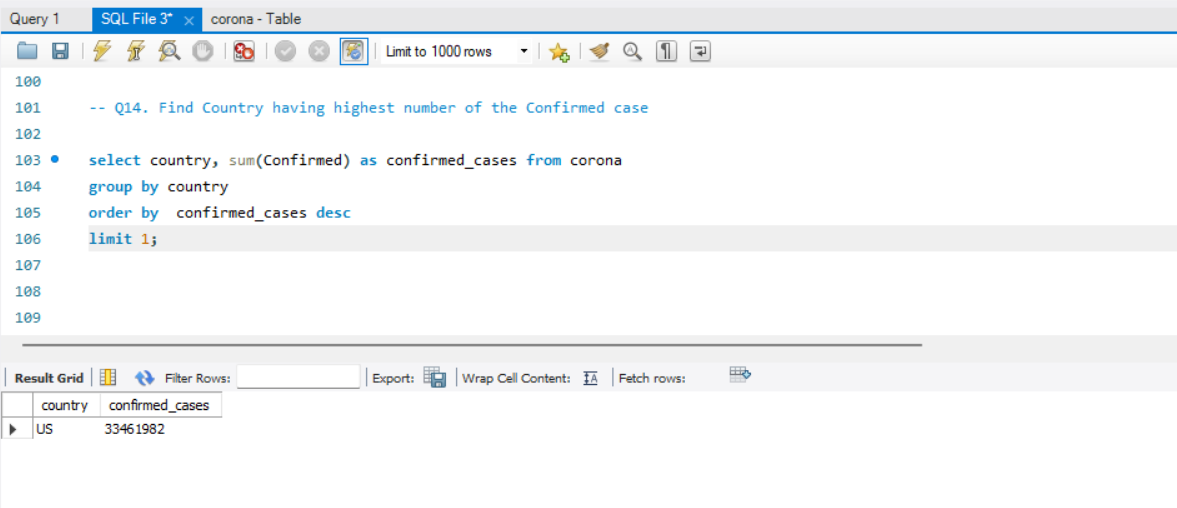 Query 1 SQL File 3* × corona - Table
Limit to 1000 rows
100
101 -- Q14. Find Country having highest number of the Confirmed case
102
103 select country, sum(Confirmed) as confirmed_cases from corona
104 group by country
105 order by  confirmed_cases desc
106 limit 1;
107
108
109
Result Grid Filter Rows: Export: Wrap Cell Content: Fetch rows:
country confirmed_cases
US 33461982